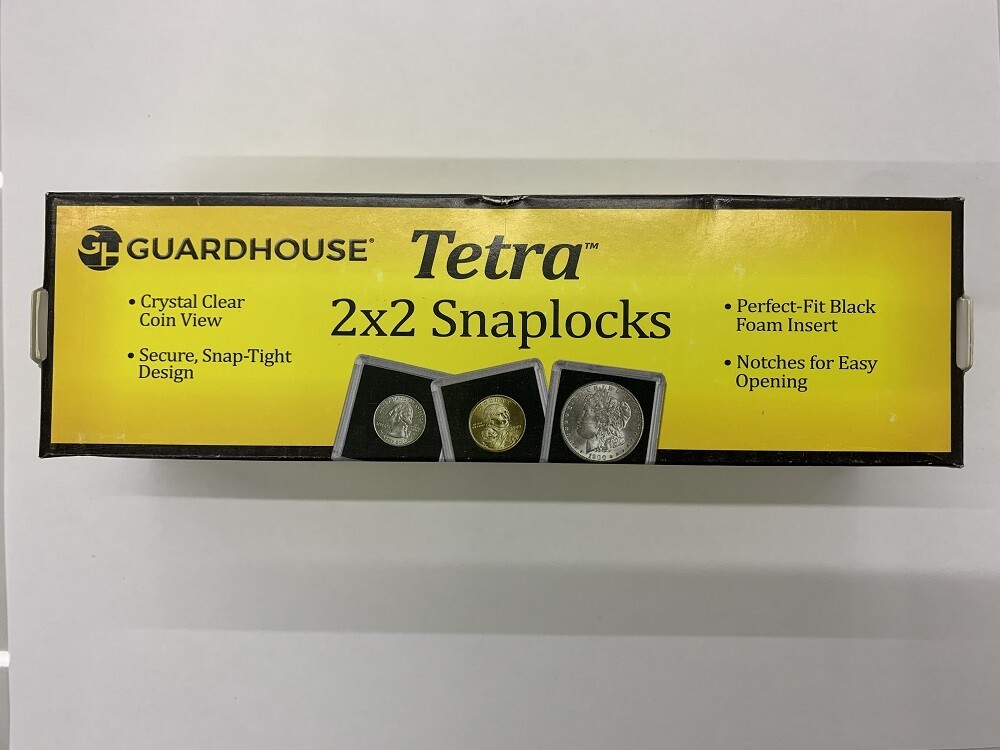 GH GUARDHOUSE®
Tetra™
2x2 Snaplocks
• Crystal Clear
Coin View
• Secure, Snap-Tight
Design
• Perfect-Fit Black
Foam Insert
• Notches for Easy
Opening